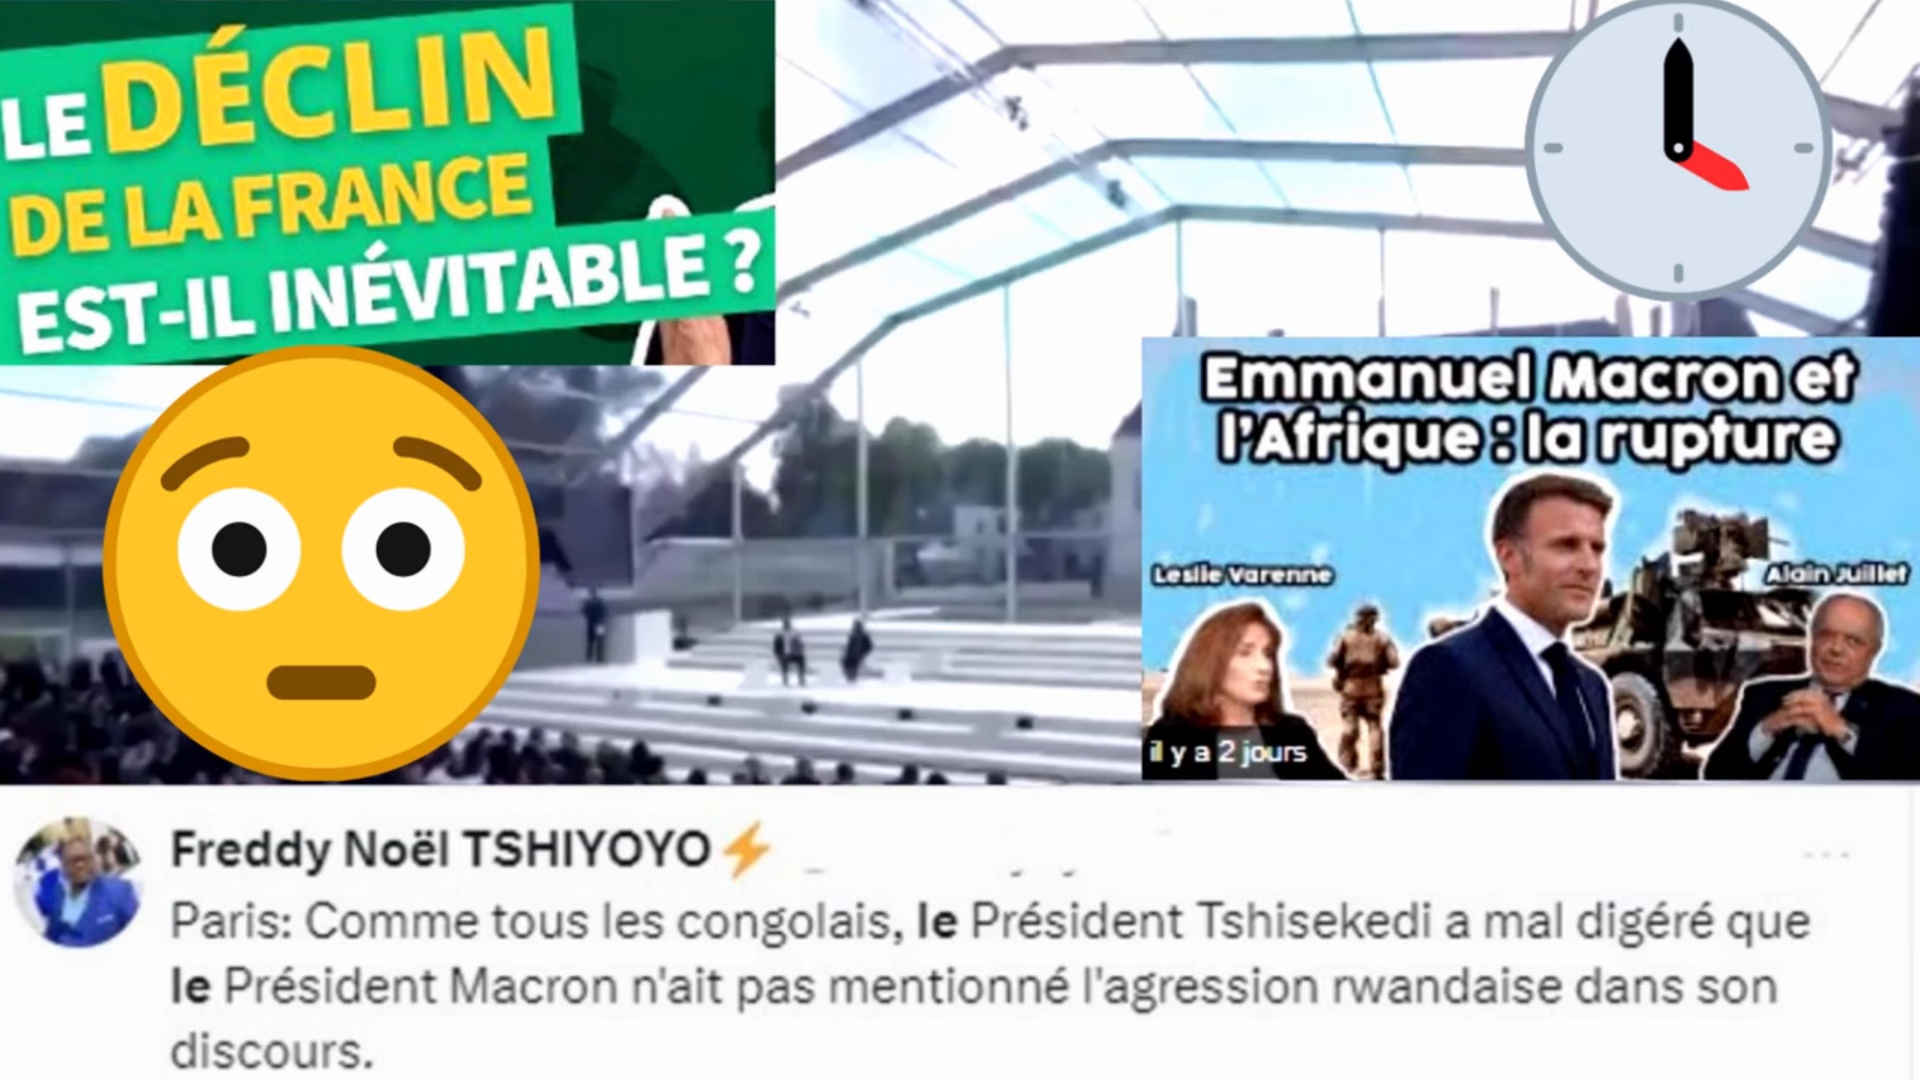 LE DÉCLIN
DE LA FRANCE
EST-IL INÉVITABLE ?
Emmanuel Macron et
l'Afrique : la rupture
Leslie Varenne
Alain Juillet
il y a 2 jours
Freddy Noël TSHIYOYO⚡
Paris: Comme tous les congolais, le Président Tshisekedi a mal digéré que
le Président Macron n'ait pas mentionné l'agression rwandaise dans son
discours.